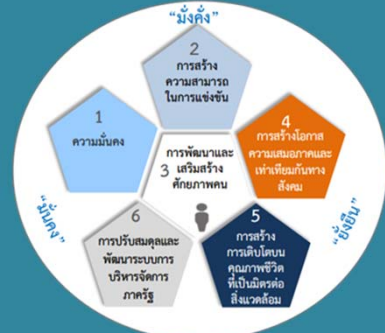 “มั่งคั่ง”
2
การสร้าง
ความสามารถ
ในการแข่งขัน
1
ความมั่นคง
4
การสร้างโอกาส
ความเสมอภาคและ
เท่าเทียมกันทาง
สังคม
การพัฒนาและ
3 เสริมสร้าง
ศักยภาพคน
“มั่นคง”
“ยั่งยืน”
6
การปรับสมดุลและ
พัฒนาระบบการ
บริหารจัดการ
ภาครัฐ
5
การสร้าง
การเติบโตบน
คุณภาพชีวิต
ที่เป็นมิตรต่อ
สิ่งแวดล้อม